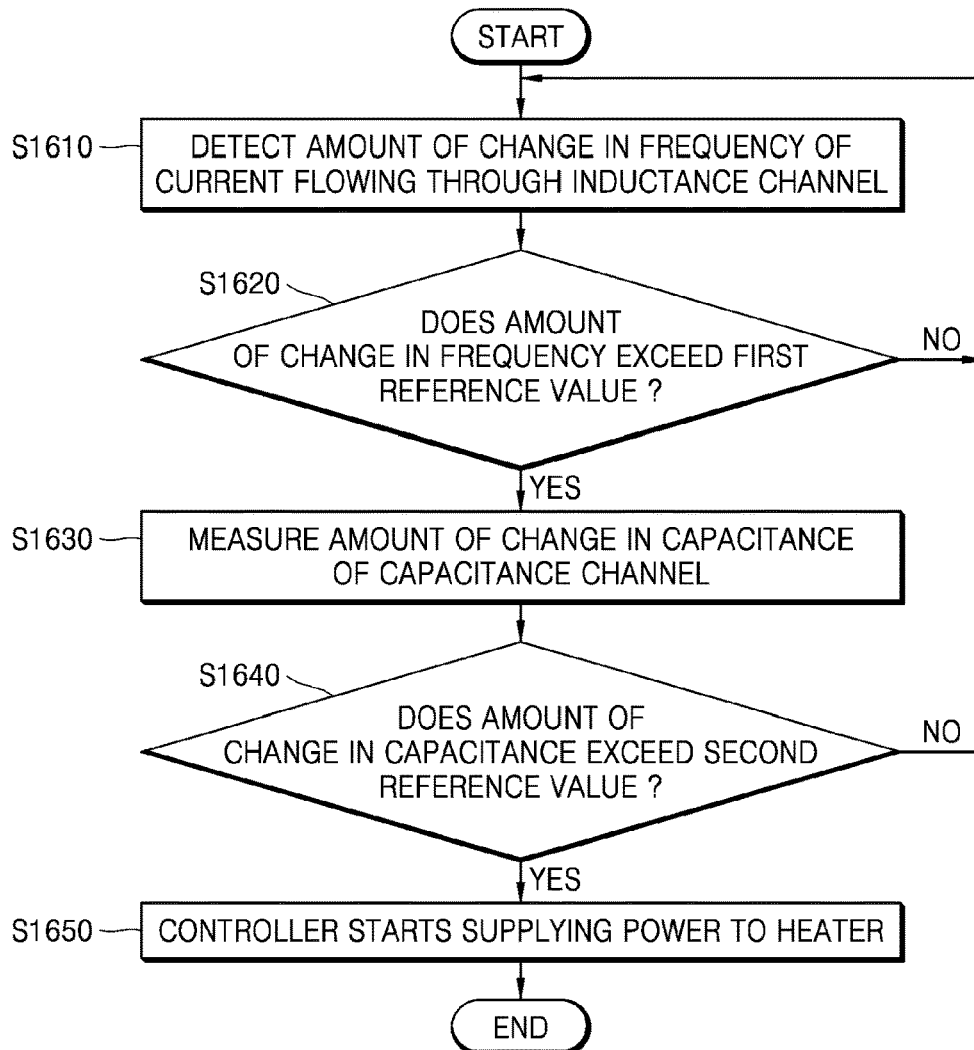 START
S1610
DETECT AMOUNT OF CHANGE IN FREQUENCY OF
CURRENT FLOWING THROUGH INDUCTANCE CHANNEL
S1620
DOES AMOUNT
OF CHANGE IN FREQUENCY EXCEED FIRST
REFERENCE VALUE ?
NO
YES
S1630
MEASURE AMOUNT OF CHANGE IN CAPACITANCE
OF CAPACITANCE CHANNEL
S1640
DOES AMOUNT OF
CHANGE IN CAPACITANCE EXCEED SECOND
REFERENCE VALUE ?
NO
YES
S1650
CONTROLLER STARTS SUPPLYING POWER TO HEATER
END